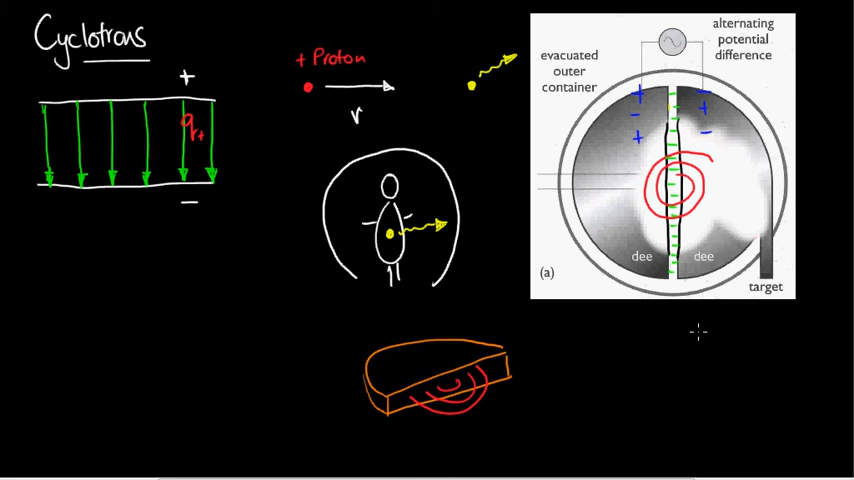 Cyclotrons
+
q+
−
+ Proton
v
alternating
potential
difference
evacuated
outer
container
+ +
− −
+
dee dee
(a)
target